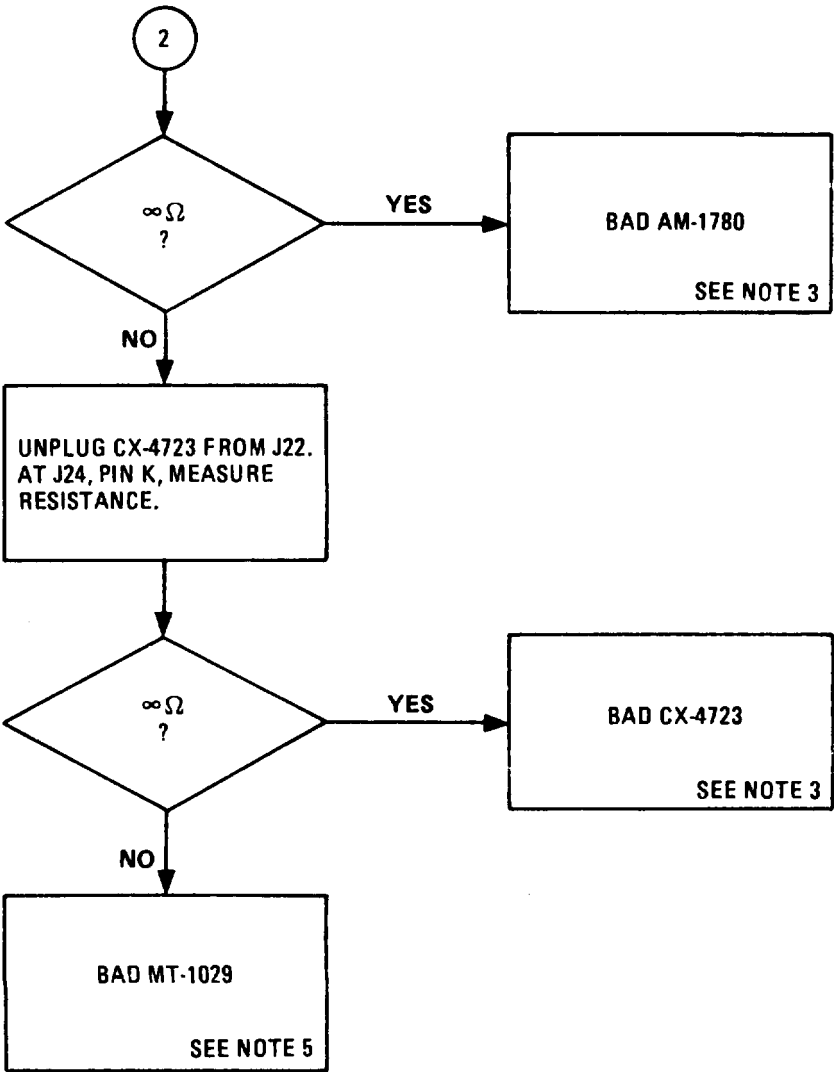 2
∞Ω
?
YES
BAD AM-1780
SEE NOTE 3
NO
UNPLUG CX-4723 FROM J22.
AT J24, PIN K, MEASURE
RESISTANCE.
∞Ω
?
YES
BAD CX-4723
SEE NOTE 3
NO
BAD MT-1029
SEE NOTE 5